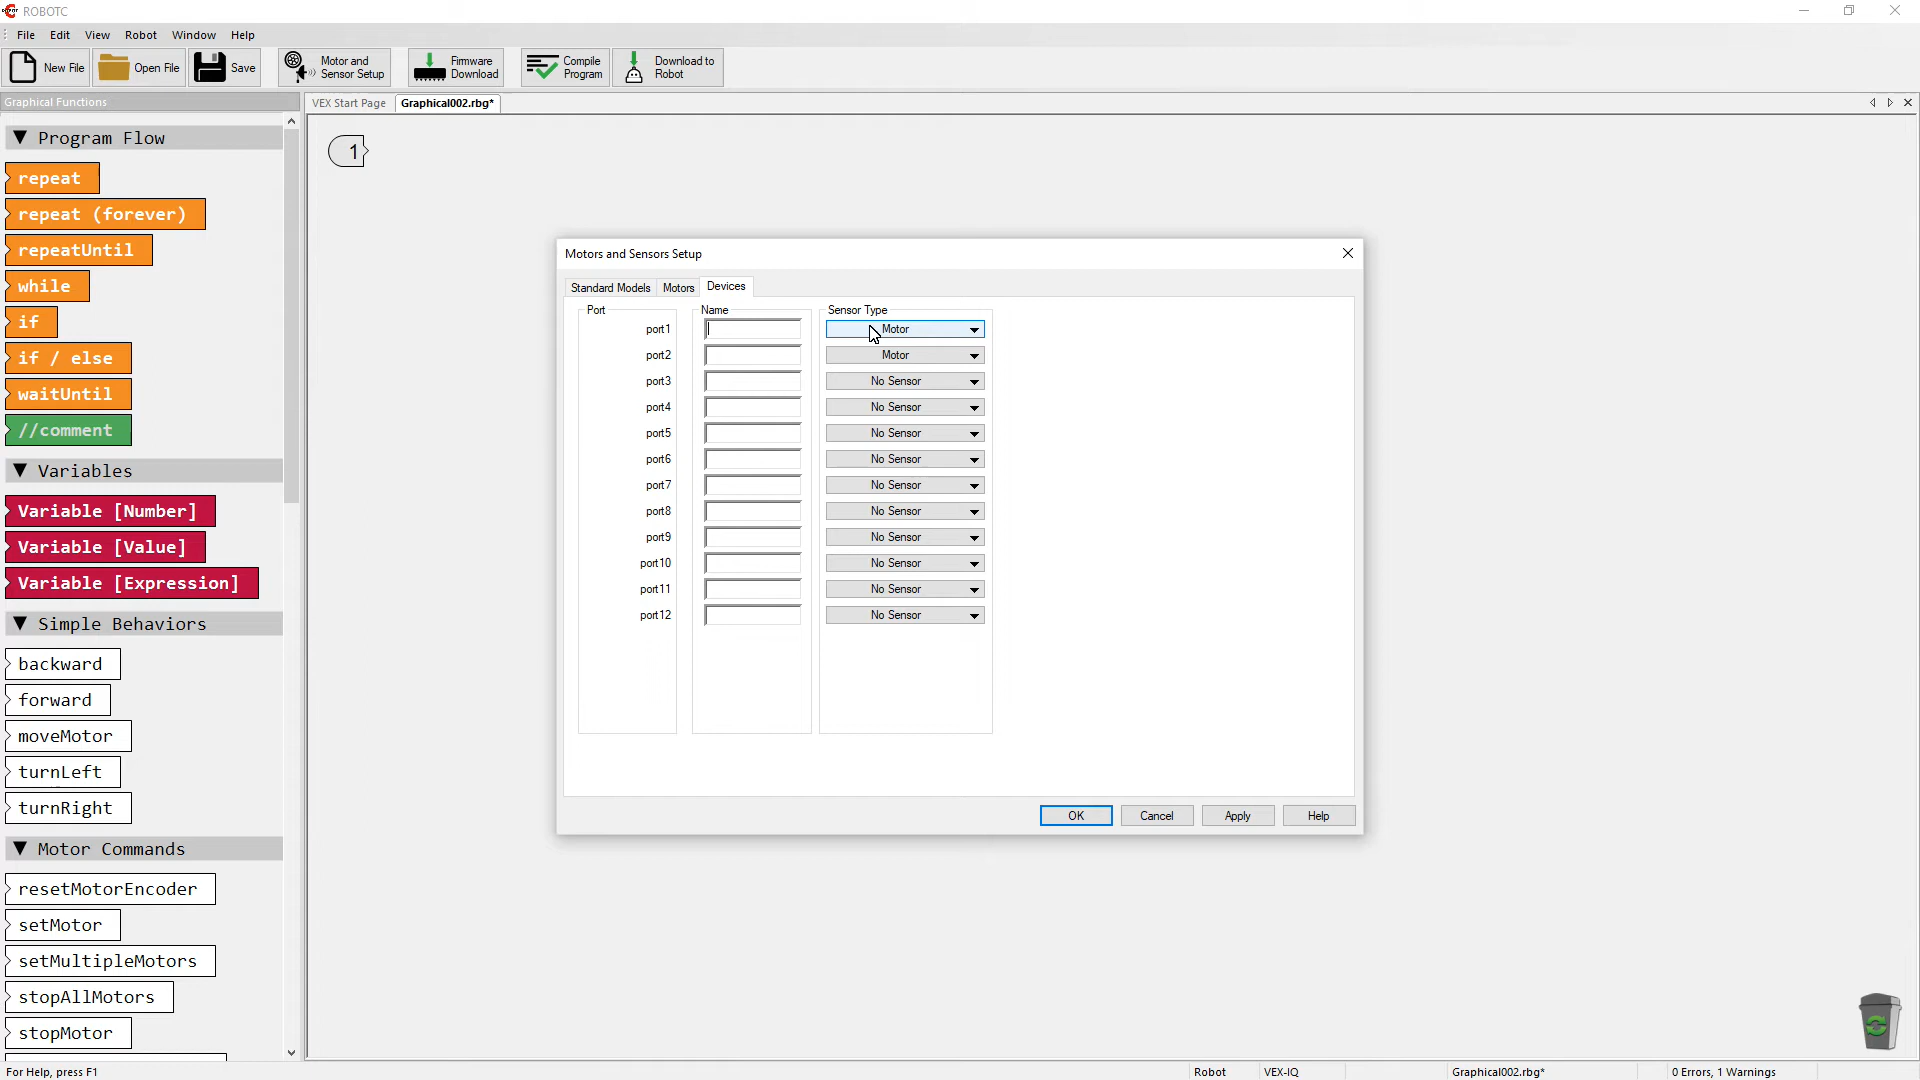 ROBOTC
File Edit View Robot Window Help
New File Open File Save Motor and Sensor Setup Firmware Download Compile Program Download to Robot
Graphical Functions
VEX Start Page Graphical002.rbg*
Program Flow
repeat
repeat (forever)
repeatUntil
while
if
if / else
waitUntil
//comment
Variables
Variable [Number]
Variable [Value]
Variable [Expression]
Simple Behaviors
backward
forward
moveMotor
turnLeft
turnRight
Motor Commands
resetMotorEncoder
setMotor
setMultipleMotors
stopAllMotors
stopMotor
1
Motors and Sensors Setup
Standard Models Motors Devices
Port Name Sensor Type
port1 Motor
port2 Motor
port3 No Sensor
port4 No Sensor
port5 No Sensor
port6 No Sensor
port7 No Sensor
port8 No Sensor
port9 No Sensor
port10 No Sensor
port11 No Sensor
port12 No Sensor
OK Cancel Apply Help
For Help, press F1
Robot VEX-IQ Graphical002.rbg* 0 Errors, 1 Warnings